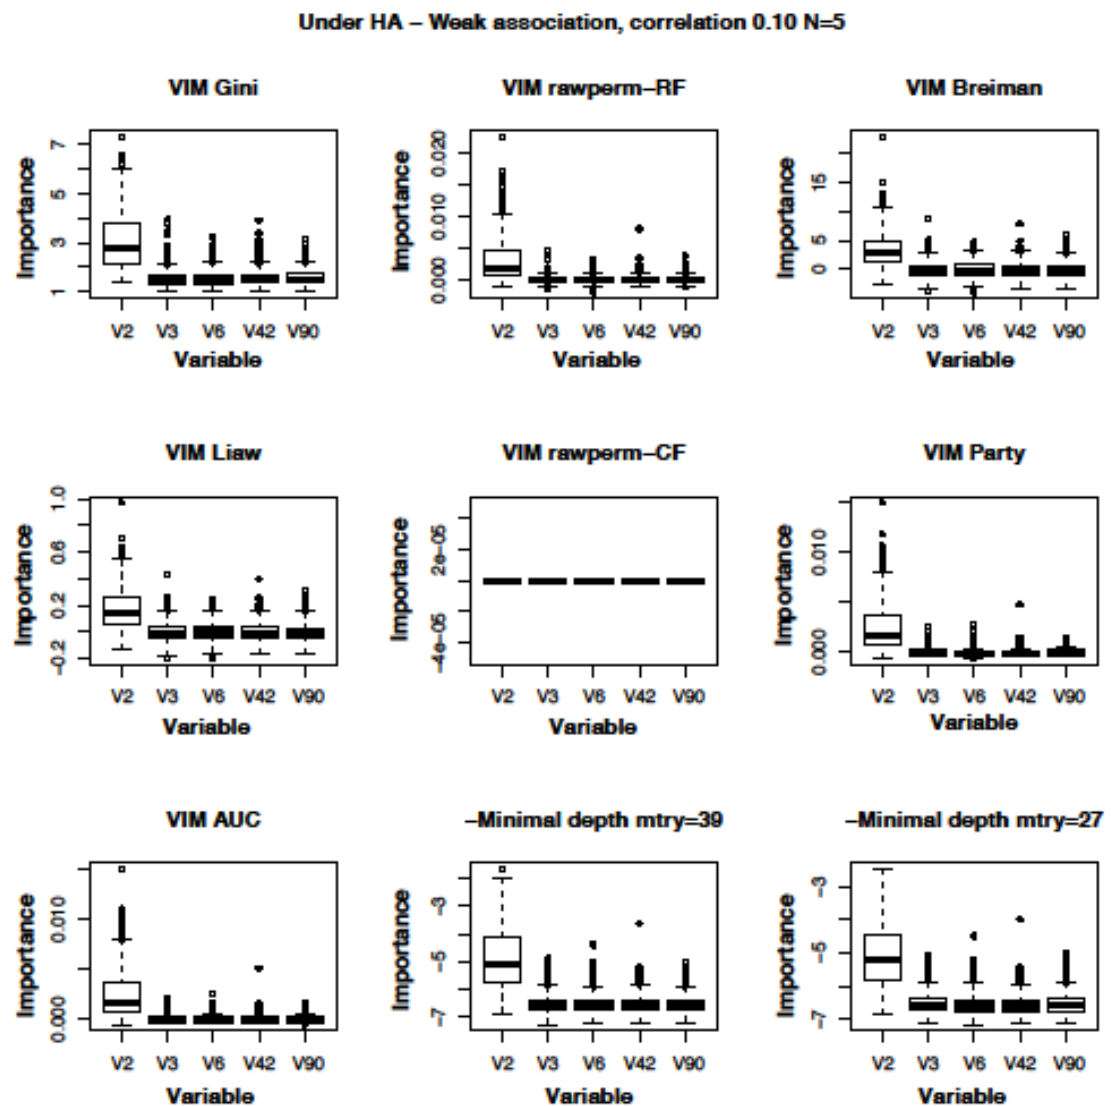 Under HA – Weak association, correlation 0.10 N=5
VIM Gini
VIM rawperm–RF
VIM Breiman
Importance
7
5
3
1
V2 V3 V6 V42 V90
Variable
Importance
0.020
0.010
0.000
V2 V3 V6 V42 V90
Variable
Importance
15
5
0
V2 V3 V6 V42 V90
Variable
VIM Liaw
VIM rawperm–CF
VIM Party
Importance
1.0
0.6
0.2
–0.2
V2 V3 V6 V42 V90
Variable
Importance
2e–05
–4e–05
V2 V3 V6 V42 V90
Variable
Importance
0.010
0.000
V2 V3 V6 V42 V90
Variable
VIM AUC
–Minimal depth mtry=39
–Minimal depth mtry=27
Importance
0.010
0.000
V2 V3 V6 V42 V90
Variable
Importance
–3
–5
–7
V2 V3 V6 V42 V90
Variable
Importance
–3
–5
–7
V2 V3 V6 V42 V90
Variable